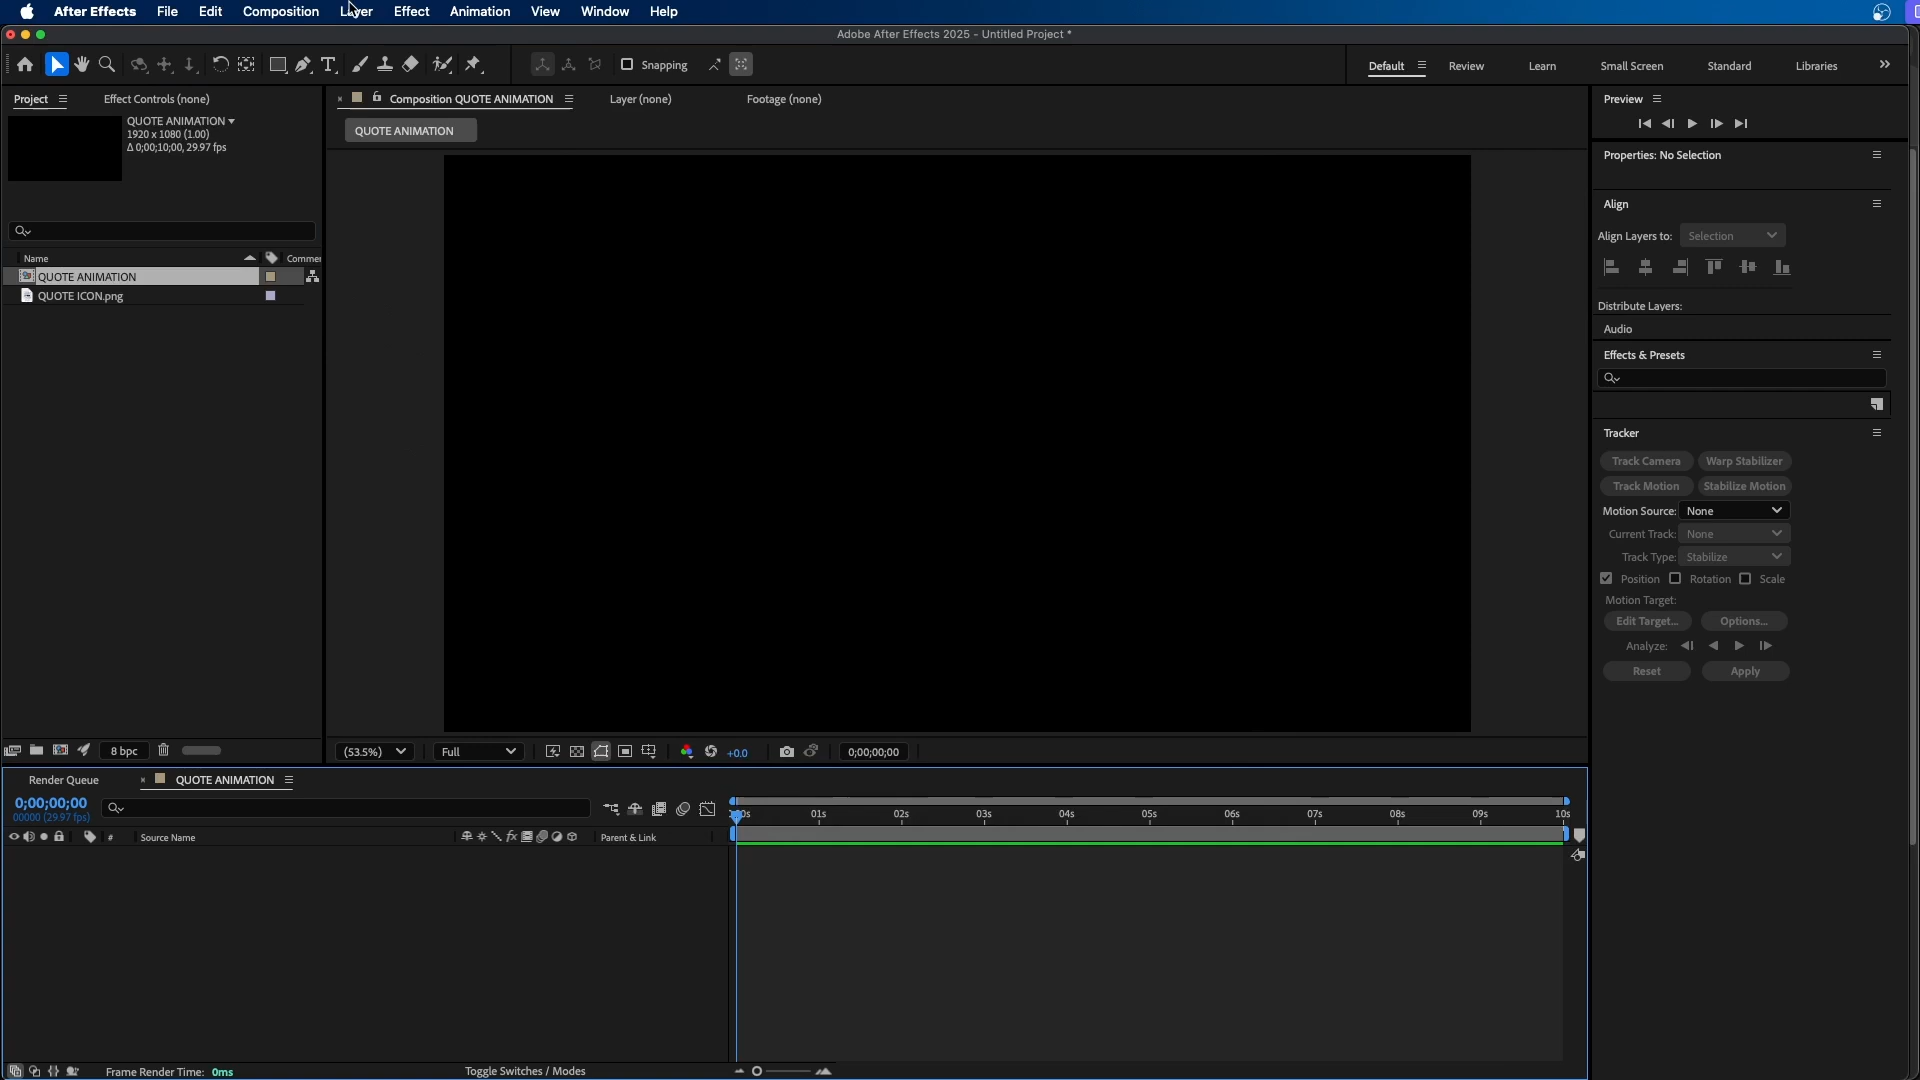 After Effects File Edit Composition Layer Effect Animation View Window Help
Adobe After Effects 2025 - Untitled Project *
Snapping
Default Review Learn Small Screen Standard Libraries
Project Effect Controls (none)
QUOTE ANIMATION
1920 x 1080 (1.00)
Δ 0;00;10;00, 29.97 fps
Name Commen
QUOTE ANIMATION
QUOTE ICON.png
8 bpc
Composition QUOTE ANIMATION Layer (none) Footage (none)
QUOTE ANIMATION
(53.5%) Full +0.0 0;00;00;00
Preview
Properties: No Selection
Align
Align Layers to: Selection
Distribute Layers:
Audio
Effects & Presets
Tracker
Track Camera Warp Stabilizer
Track Motion Stabilize Motion
Motion Source: None
Current Track: None
Track Type: Stabilize
Position Rotation Scale
Motion Target:
Edit Target... Options...
Analyze:
Reset Apply
Render Queue QUOTE ANIMATION
0;00;00;00
00000 (29.97 fps)
# Source Name Parent & Link
01s 02s 03s 04s 05s 06s 07s 08s 09s 10s
Frame Render Time: 0ms Toggle Switches / Modes